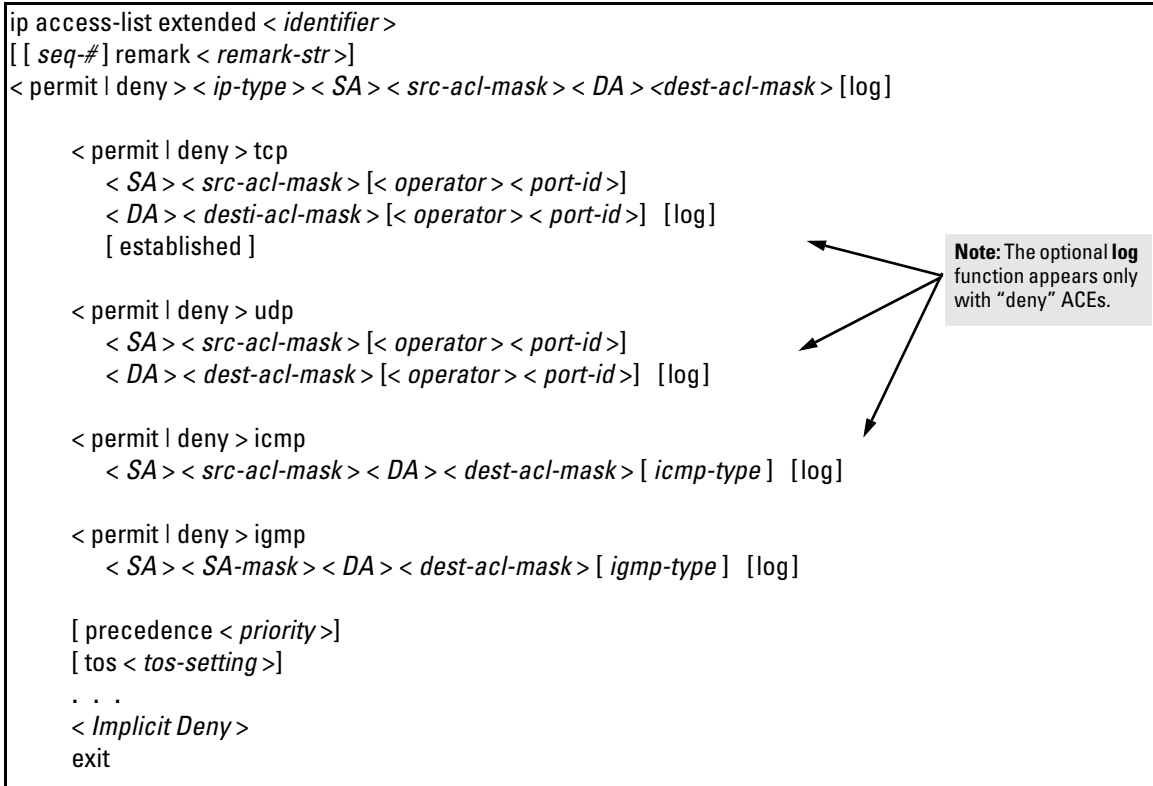 ip access-list extended < identifier >
[ [ seq-# ] remark < remark-str >]
< permit | deny > < ip-type > < SA > < src-acl-mask > < DA > <dest-acl-mask > [log]
< permit | deny > tcp
< SA > < src-acl-mask > [< operator > < port-id >]
< DA > < desti-acl-mask > [< operator > < port-id >] [log]
[ established ]
Note: The optional log
function appears only
with “deny” ACEs.
< permit | deny > udp
< SA > < src-acl-mask > [< operator > < port-id >]
< DA > < dest-acl-mask > [< operator > < port-id >] [log]
< permit | deny > icmp
< SA > < src-acl-mask > < DA > < dest-acl-mask > [ icmp-type ] [log]
< permit | deny > igmp
< SA > < SA-mask > < DA > < dest-acl-mask > [ igmp-type ] [log]
[ precedence < priority >]
[ tos < tos-setting >]
. . .
< Implicit Deny >
exit